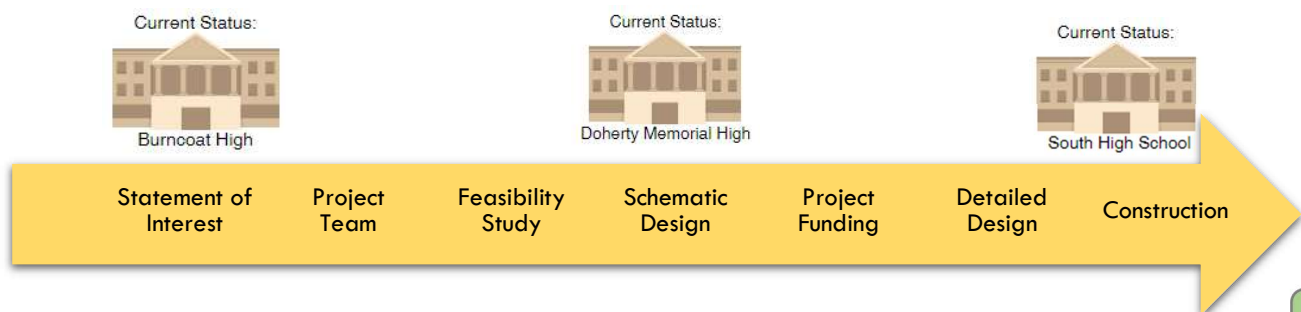 Current Status:
Burncoat High
Current Status:
Doherty Memorial High
Current Status:
South High School
Statement of
Interest
Project
Team
Feasibility
Study
Schematic
Design
Project
Funding
Detailed
Design
Construction